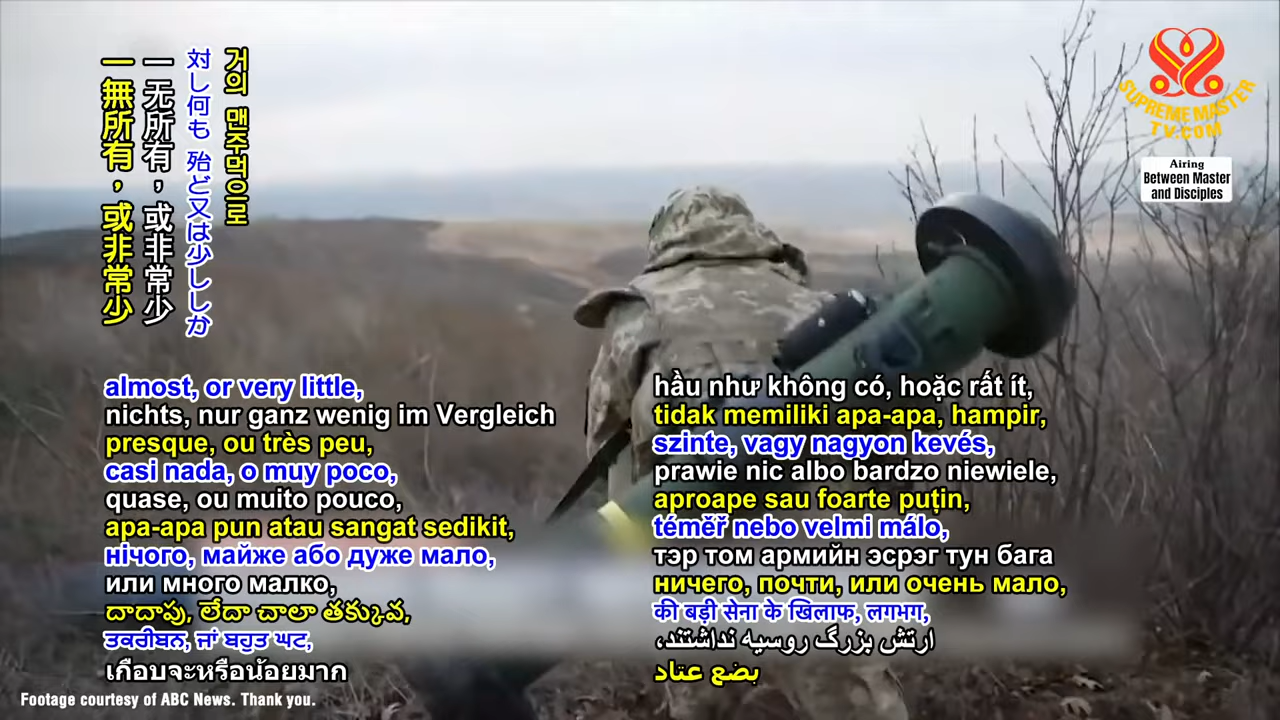 거의 맨주먹으로
対し何も 殆ど又は少ししか
一无所有，或非常少
一無所有，或非常少
SUPREME MASTER
TV.COM
Airing
Between Master
and Disciples
almost, or very little,
nichts, nur ganz wenig im Vergleich
presque, ou très peu,
casi nada, o muy poco,
quase, ou muito pouco,
apa-apa pun atau sangat sedikit,
нічого, майже або дуже мало,
или много малко,
దాదాపు, లేదా చాలా తక్కువ,
ਤਕਰੀਬਨ, ਜਾਂ ਬਹੁਤ ਘਟ,
เกือบจะหรือน้อยมาก
hầu như không có, hoặc rất ít,
tidak memiliki apa-apa, hampir,
szinte, vagy nagyon kevés,
prawie nic albo bardzo niewiele,
aproape sau foarte puțin,
téměř nebo velmi málo,
тэр том армийн эсрэг тун бага
ничего, почти, или очень мало,
की बड़ी सेना के खिलाफ, लगभग,
ارتش بزرگ روسیه نداشتند،
بضع عتاد
Footage courtesy of ABC News. Thank you.